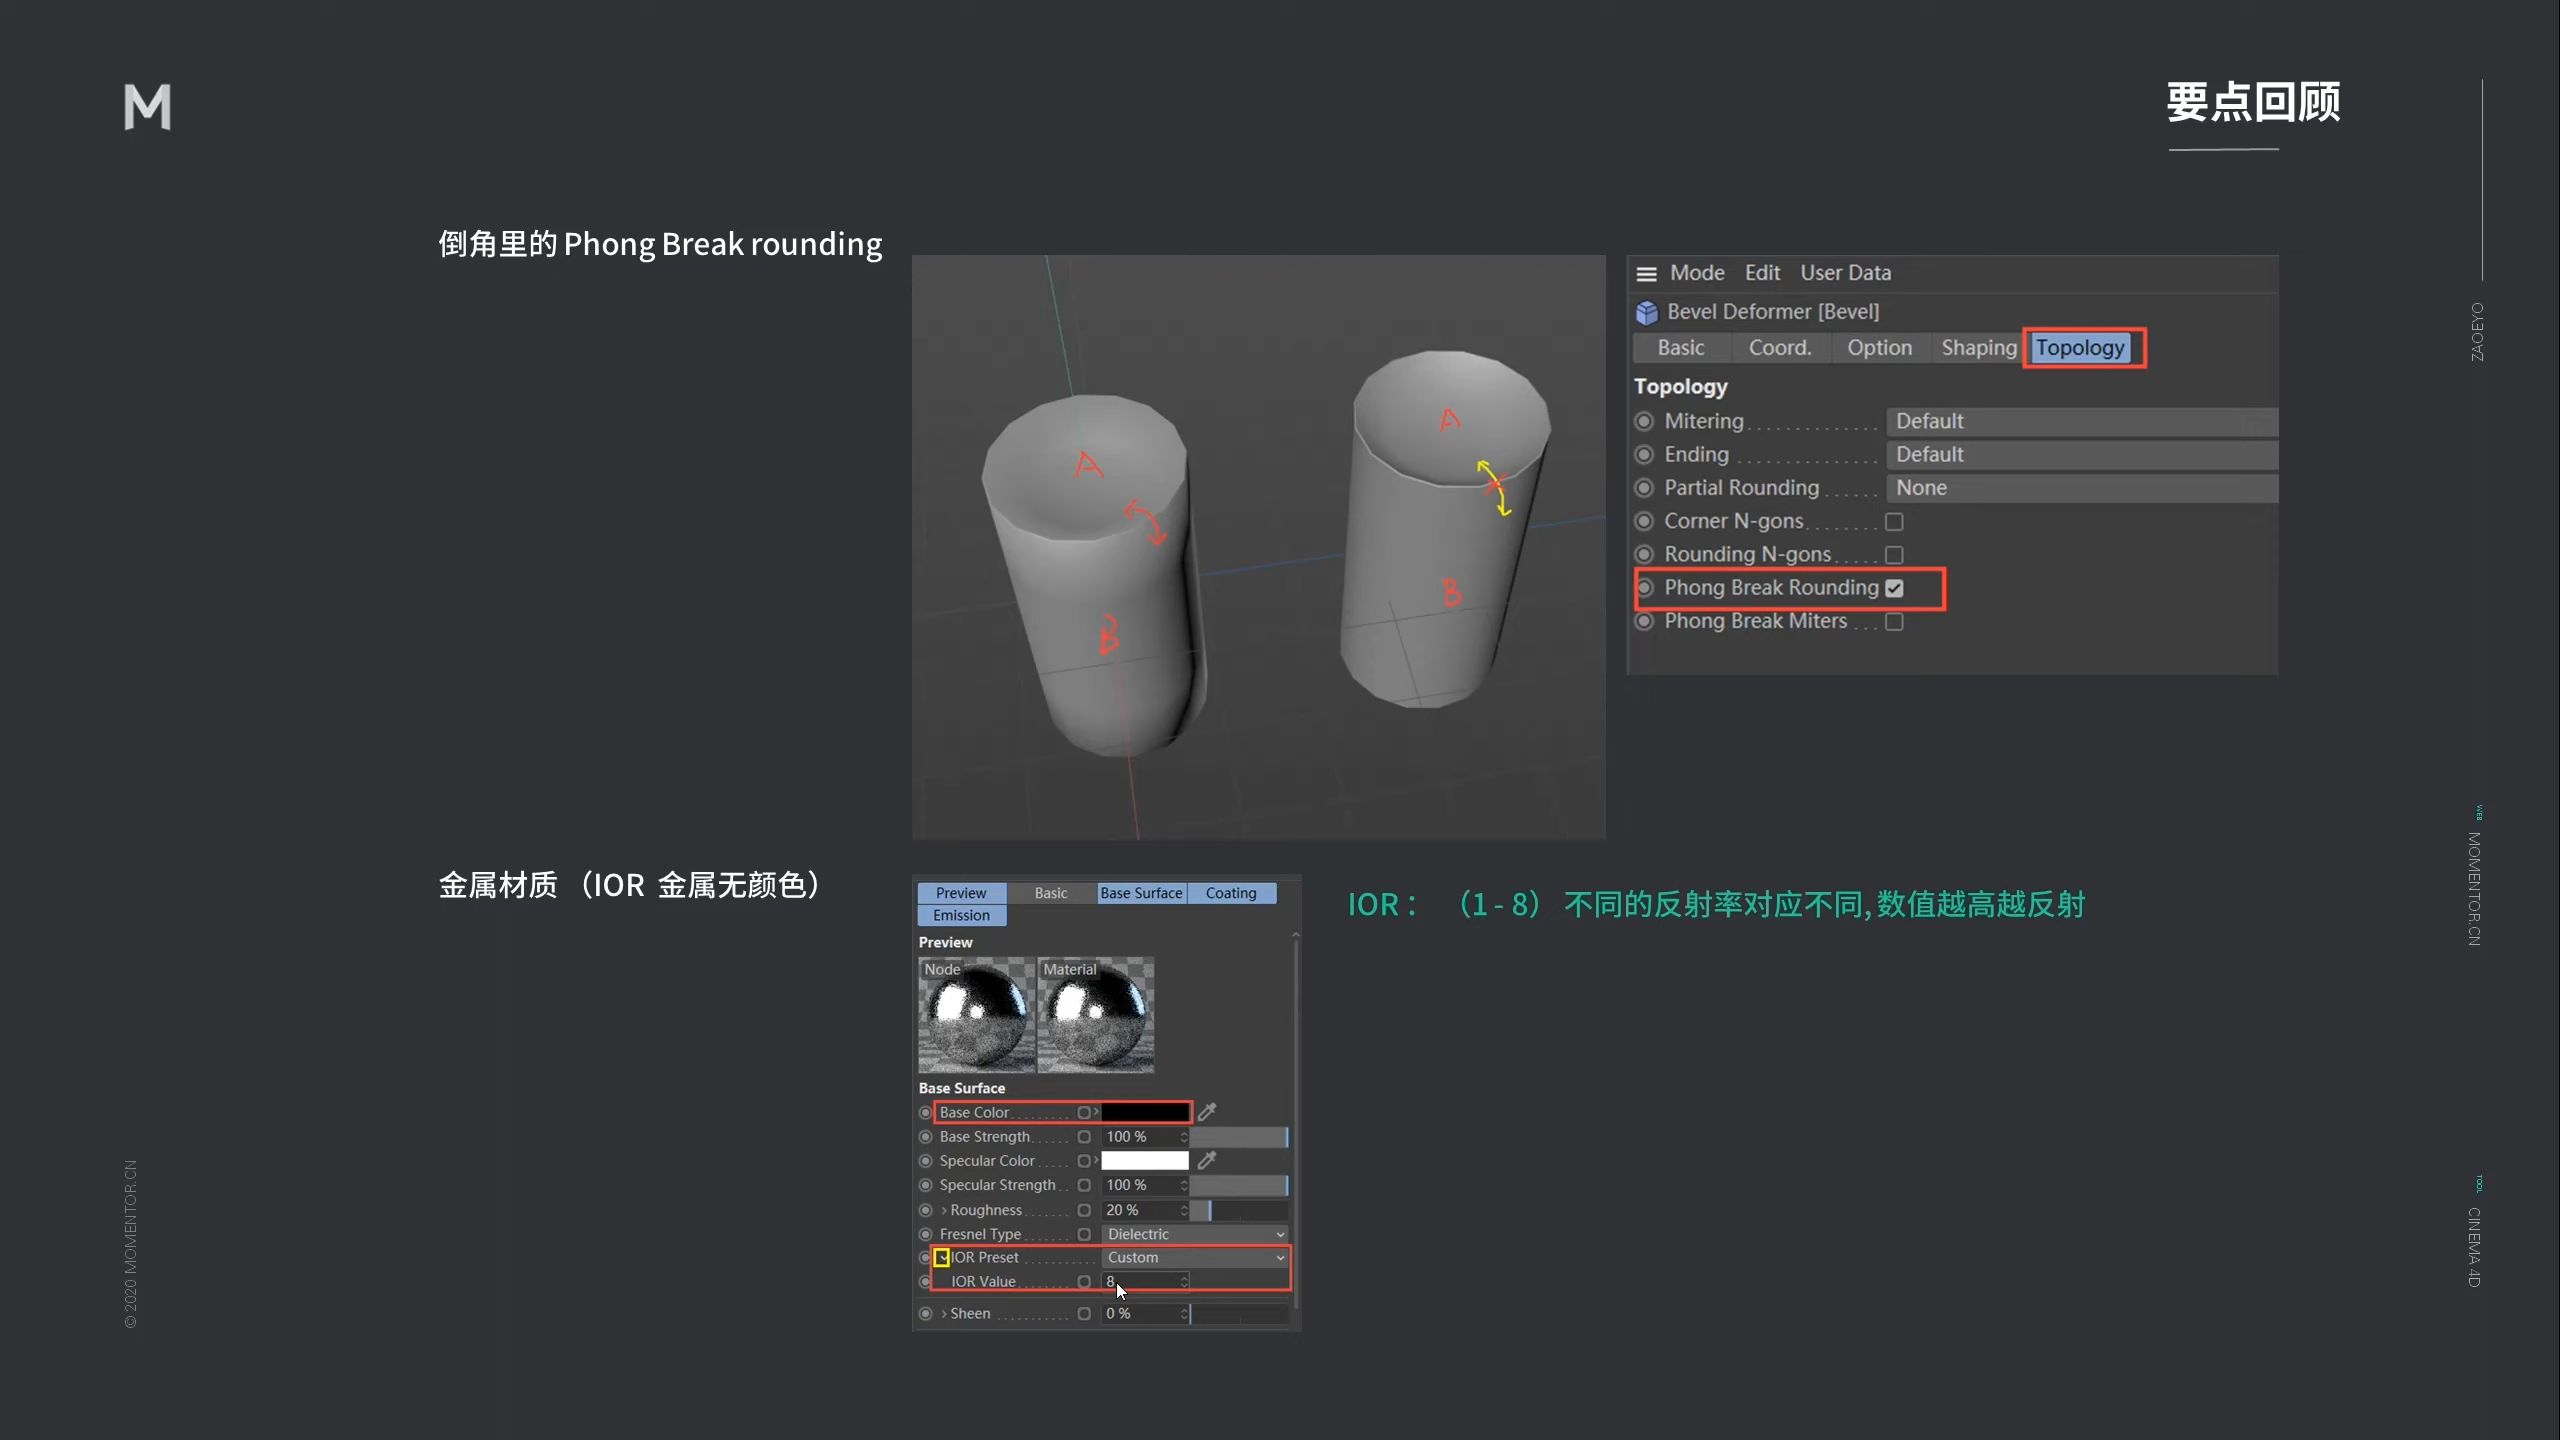 M
要点回顾
倒角里的 Phong Break rounding
A
B
A
B
Mode Edit User Data
Bevel Deformer [Bevel]
Basic Coord. Option Shaping Topology
Topology
Mitering Default
Ending Default
Partial Rounding None
Corner N-gons
Rounding N-gons
Phong Break Rounding
Phong Break Miters
金属材质 （IOR 金属无颜色）
Preview Basic Base Surface Coating
Emission
Preview
Node Material
Base Surface
Base Color
Base Strength 100 %
Specular Color
Specular Strength 100 %
Roughness 20 %
Fresnel Type Dielectric
IOR Preset Custom
IOR Value 8
Sheen 0 %
IOR： （1 - 8） 不同的反射率对应不同, 数值越高越反射
ZAOEYO
WEB MOMENTOR.CN
TOOL CINEMA 4D
© 2020 MOMENTOR.CN